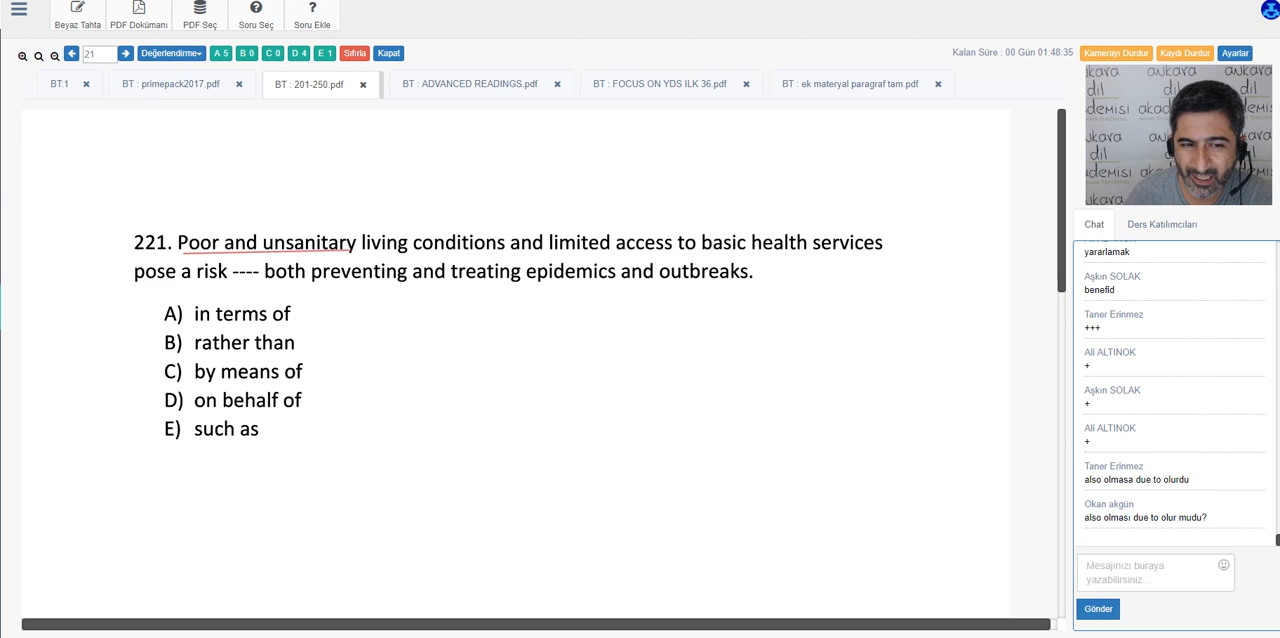 Beyaz Tahta
PDF Dokümanı
PDF Seç
Soru Seç
Soru Ekle
21
Değerlendirme
A 5
B 0
C 0
D 4
E 1
Sıfırla
Kapat
Kalan Süre : 00 Gün 01:48:35
Kamerayı Durdur
Kaydı Durdur
Ayarlar
BT:1
BT : primepack2017.pdf
BT : 201-250.pdf
BT : ADVANCED READINGS.pdf
BT : FOCUS ON YDS ILK 36.pdf
BT : ek materyal paragraf tam.pdf
221. Poor and unsanitary living conditions and limited access to basic health services
pose a risk ---- both preventing and treating epidemics and outbreaks.
A) in terms of
B) rather than
C) by means of
D) on behalf of
E) such as
Chat
Ders Katılımcıları
yararlamak
Aşkın SOLAK
benefid
Taner Erinmez
+++
Ali ALTINOK
+
Aşkın SOLAK
+
Ali ALTINOK
+
Taner Erinmez
also olmasa due to olurdu
Okan akgün
also olması due to olur mudu?
Mesajınızı buraya
yazabilirsiniz...
Gönder